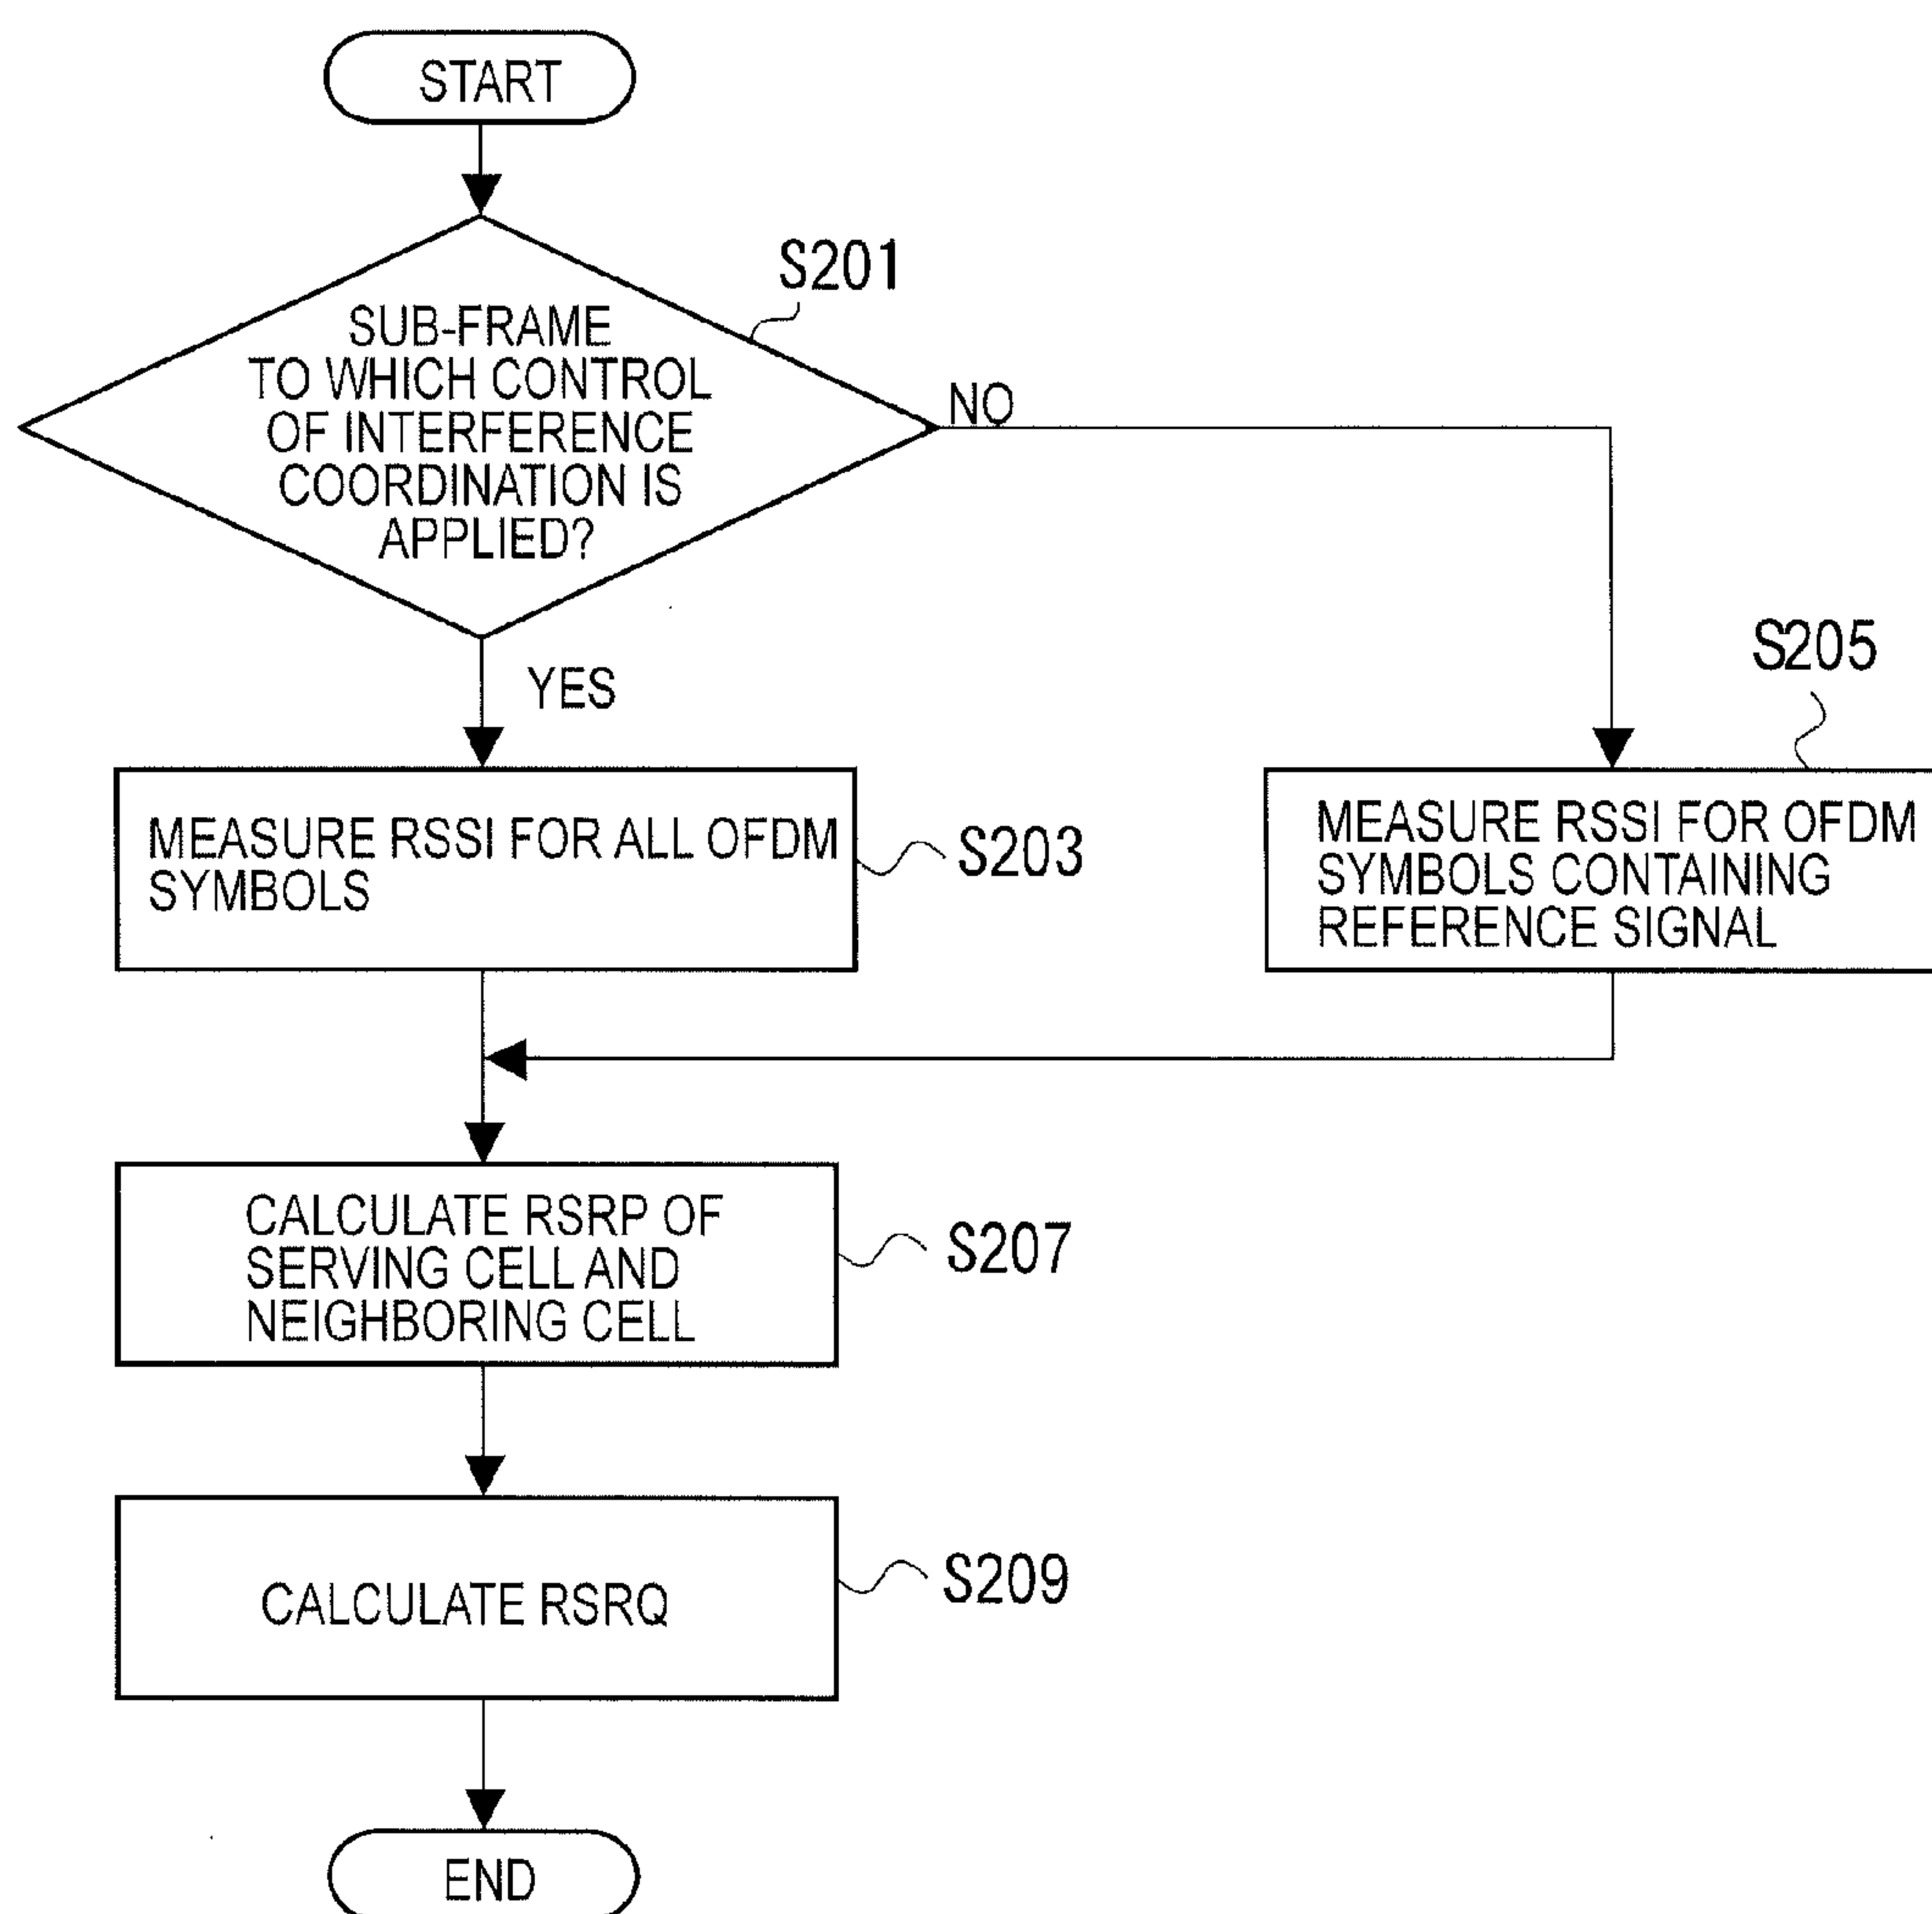 START
S201
SUB-FRAME
TO WHICH CONTROL
OF INTERFERENCE
COORDINATION IS
APPLIED?
NO
YES
S205
MEASURE RSSI FOR ALL OFDM
SYMBOLS
S203
MEASURE RSSI FOR OFDM
SYMBOLS CONTAINING
REFERENCE SIGNAL
CALCULATE RSRP OF
SERVING CELL AND
NEIGHBORING CELL
S207
CALCULATE RSRQ
S209
END